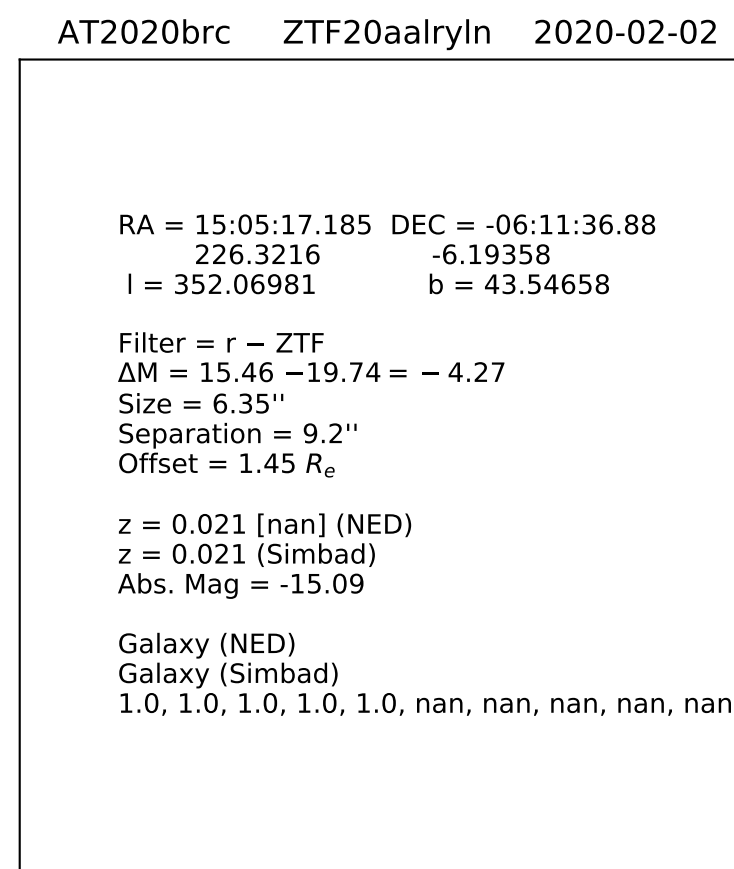 AT2020brc ZTF20aalryln 2020-02-02
RA = 15:05:17.185 DEC = -06:11:36.88
226.3216 -6.19358
l = 352.06981 b = 43.54658
Filter = r − ZTF
ΔM = 15.46 −19.74 = − 4.27
Size = 6.35''
Separation = 9.2''
Offset = 1.45 Re
z = 0.021 [nan] (NED)
z = 0.021 (Simbad)
Abs. Mag = -15.09
Galaxy (NED)
Galaxy (Simbad)
1.0, 1.0, 1.0, 1.0, 1.0, nan, nan, nan, nan, nan